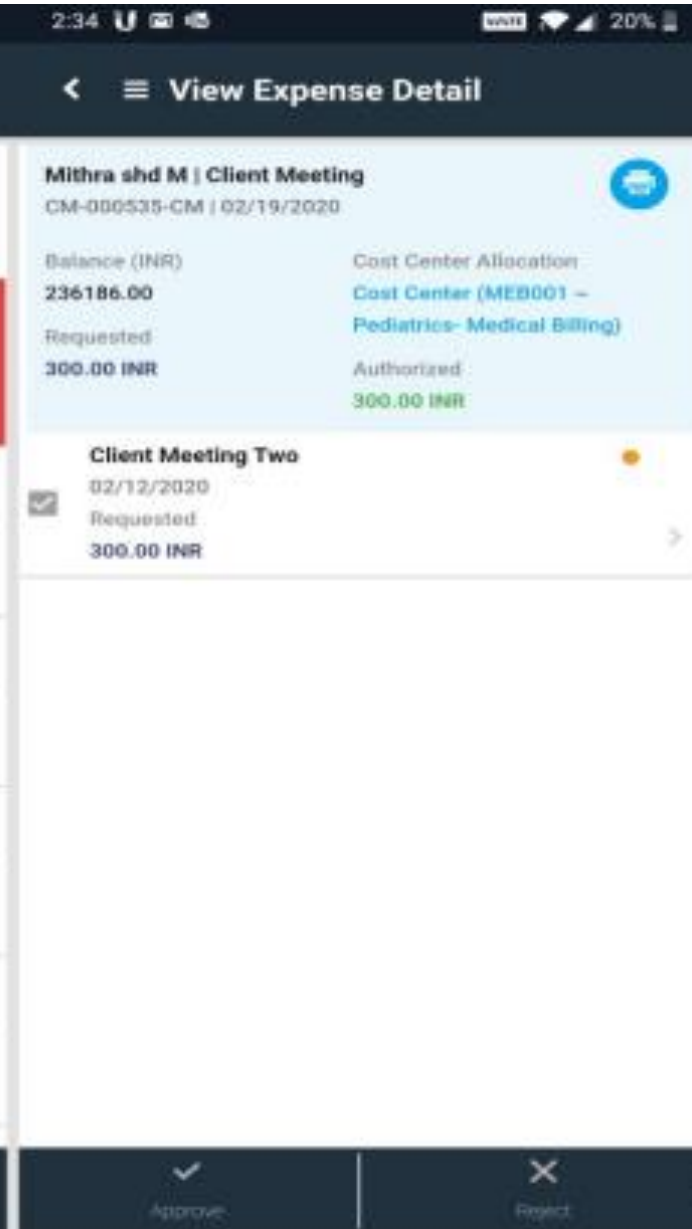 2:34
20%
View Expense Detail
Mithra shd M | Client Meeting
CM-000535-CM | 02/19/2020
Balance (INR)
236186.00
Cost Center Allocation
Cost Center (MEB001 –
Pediatrics- Medical Billing)
Requested
300.00 INR
Authorized
300.00 INR
Client Meeting Two
02/12/2020
Requested
300.00 INR
Approve
Reject